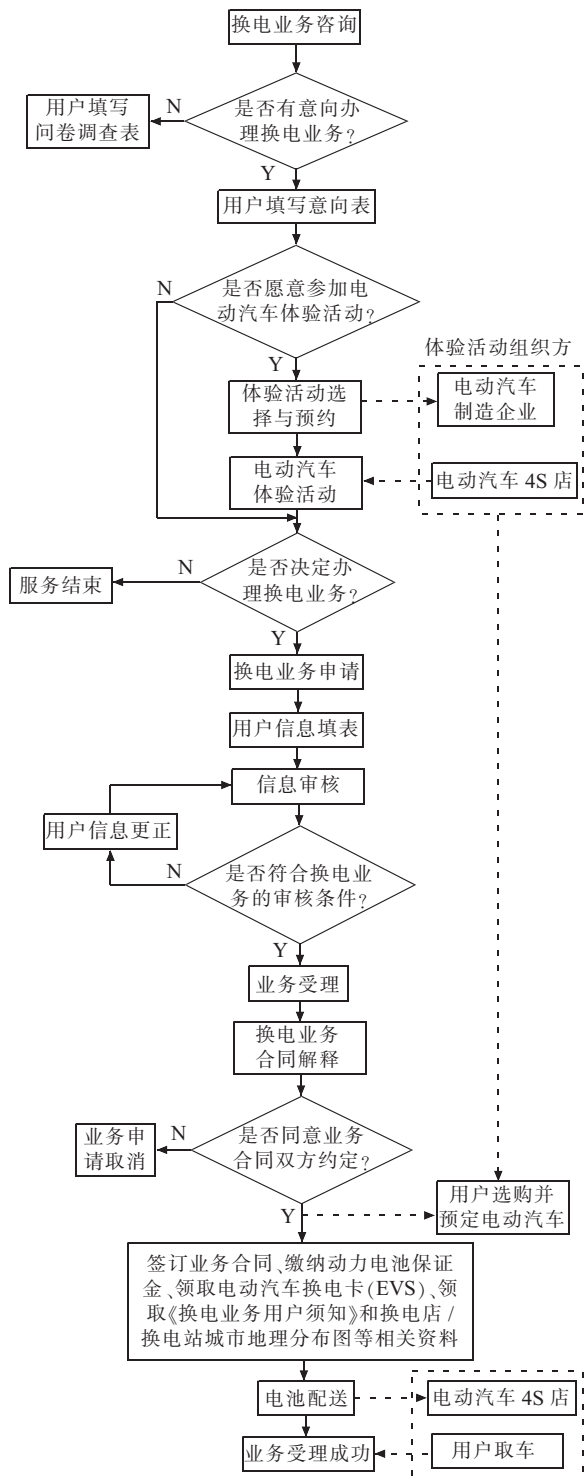 换电业务咨询
是否有意向办
理换电业务?
N
用户填写
问卷调查表
Y
用户填写意向表
是否愿意参加电
动汽车体验活动?
N
Y
体验活动组织方
体验活动选
择与预约
电动汽车
制造企业
电动汽车
体验活动
电动汽车 4S 店
是否决定办
理换电业务?
N
服务结束
Y
换电业务申请
用户信息填表
信息审核
用户信息更正
是否符合换电业
务的审核条件?
N
Y
业务受理
换电业务
合同解释
是否同意业务
合同双方约定?
N
业务申
请取消
Y
用户选购并
预定电动汽车
签订业务合同、缴纳动力电池保证
金、领取电动汽车换电卡(EVS)、领
取《换电业务用户须知》和换电店/
换电站城市地理分布图等相关资料
电池配送
电动汽车 4S 店
业务受理成功
用户取车